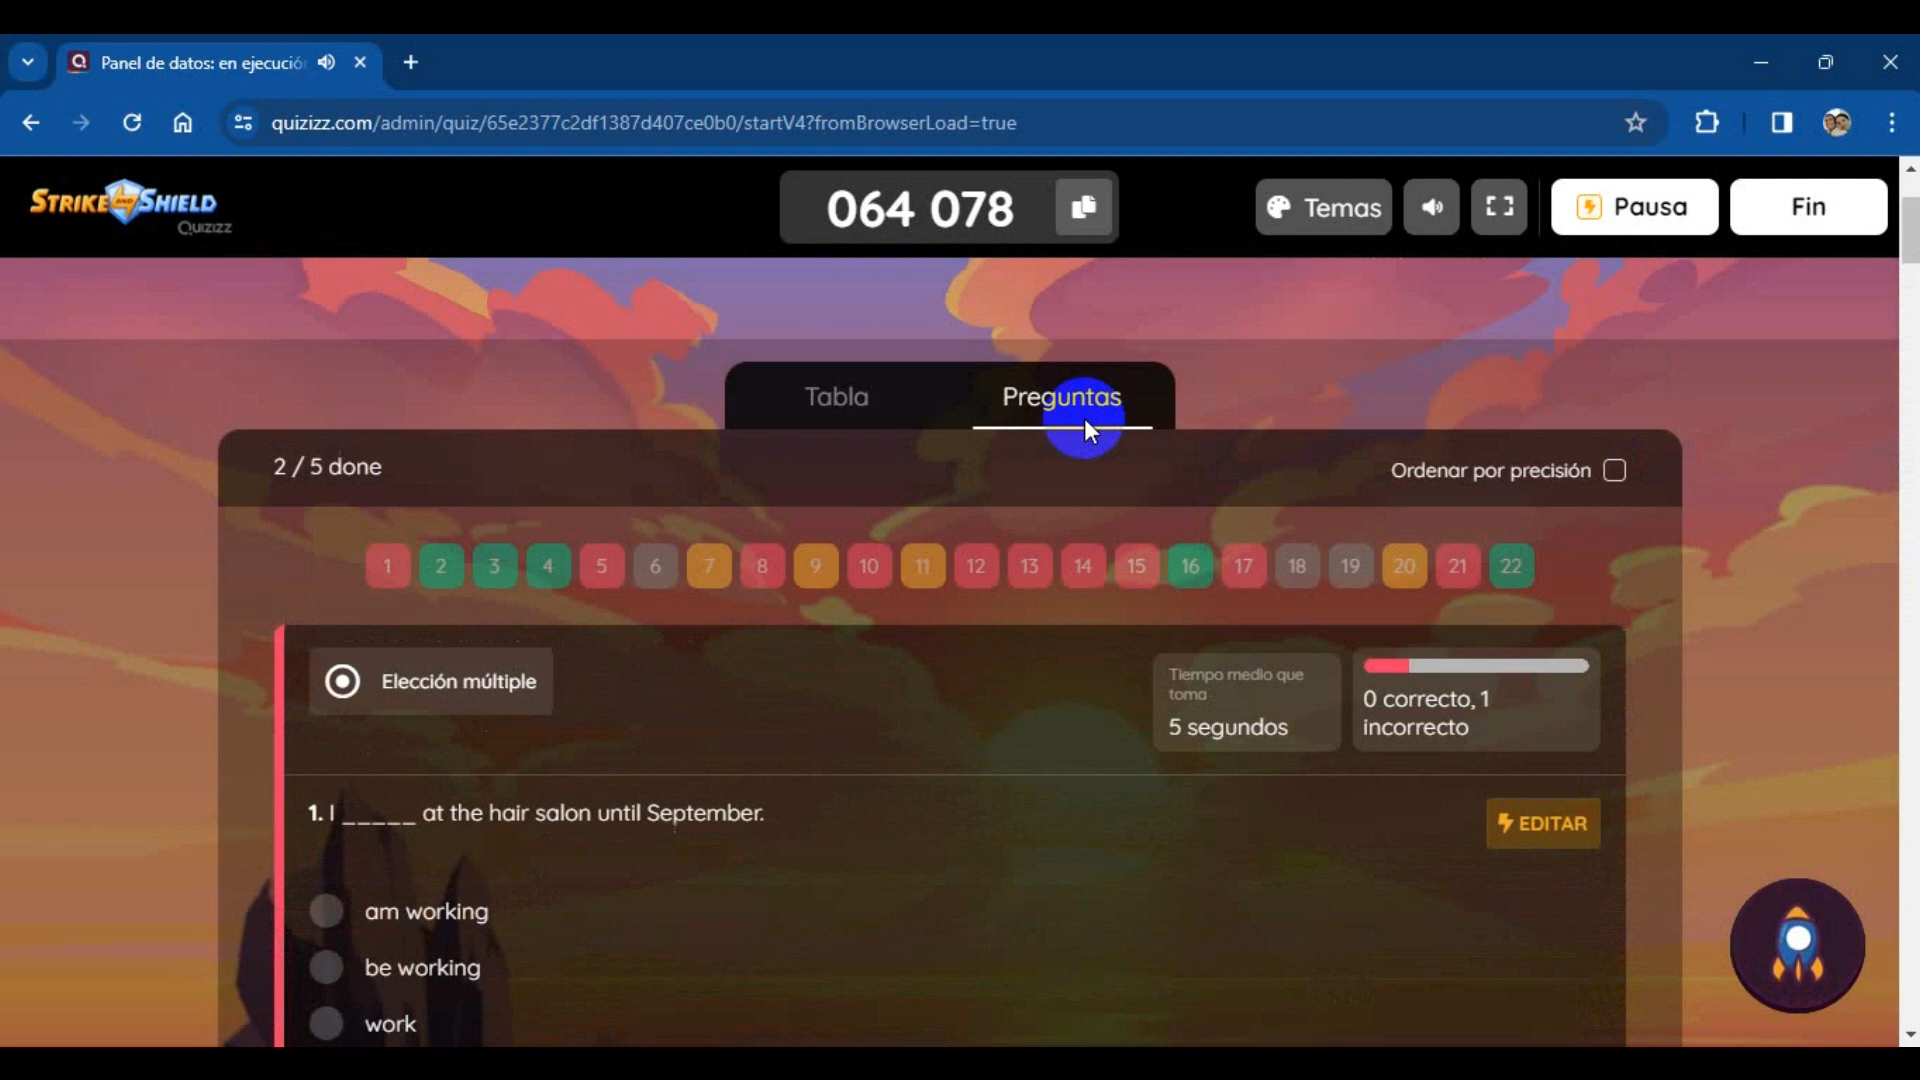 Panel de datos: en ejecución
quizizz.com/admin/quiz/65e2377c2df1387d407ce0b0/startV4?fromBrowserLoad=true
STRIKE AND SHIELD
Quizizz
064 078
Temas
Pausa
Fin
Tabla
Preguntas
2 / 5 done
Ordenar por precisión
1 2 3 4 5 6 7 8 9 10 11 12 13 14 15 16 17 18 19 20 21 22
Elección múltiple
Tiempo medio que
toma
5 segundos
0 correcto, 1
incorrecto
1. I _____ at the hair salon until September.
EDITAR
am working
be working
work